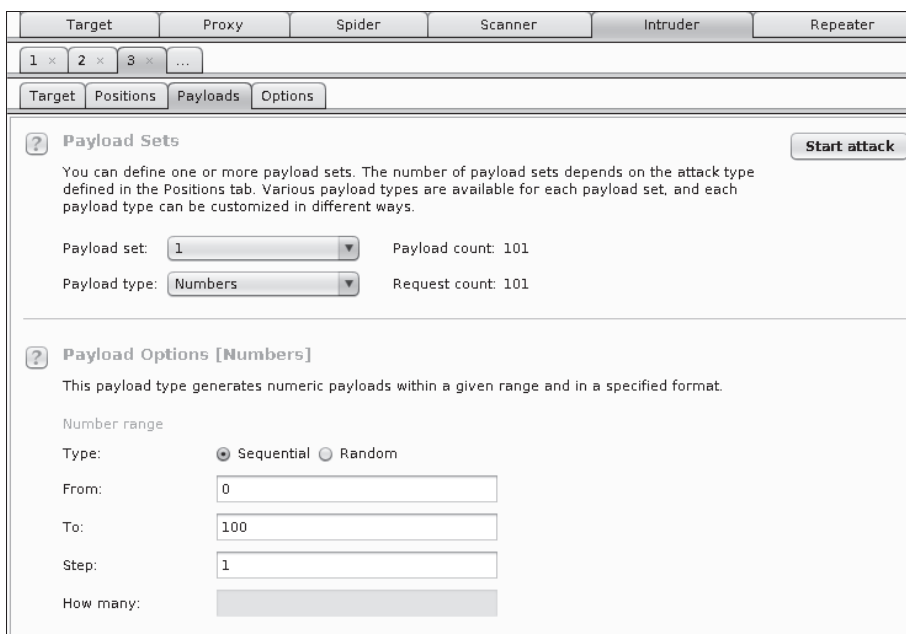 Target Proxy Spider Scanner Intruder Repeater
1 × 2 × 3 × ...
Target Positions Payloads Options
? Payload Sets
Start attack
You can define one or more payload sets. The number of payload sets depends on the attack type
defined in the Positions tab. Various payload types are available for each payload set, and each
payload type can be customized in different ways.
Payload set: 1 Payload count: 101
Payload type: Numbers Request count: 101
? Payload Options [Numbers]
This payload type generates numeric payloads within a given range and in a specified format.
Number range
Type: Sequential Random
From: 0
To: 100
Step: 1
How many: